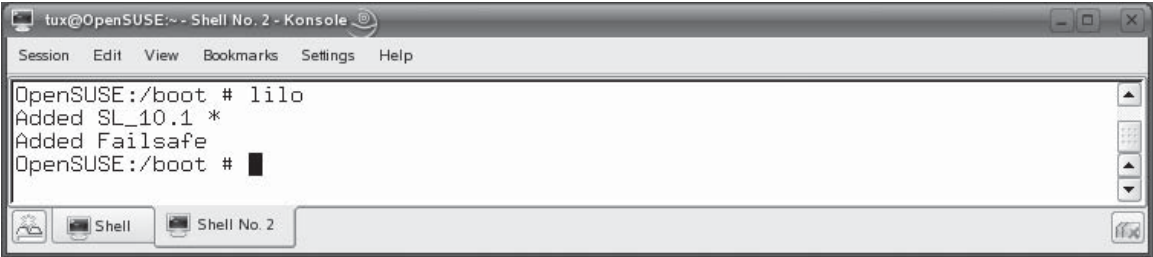 tux@OpenSUSE:~ - Shell No. 2 - Konsole
Session Edit View Bookmarks Settings Help
OpenSUSE:/boot # lilo
Added SL_10.1 *
Added Failsafe
OpenSUSE:/boot #
Shell Shell No. 2